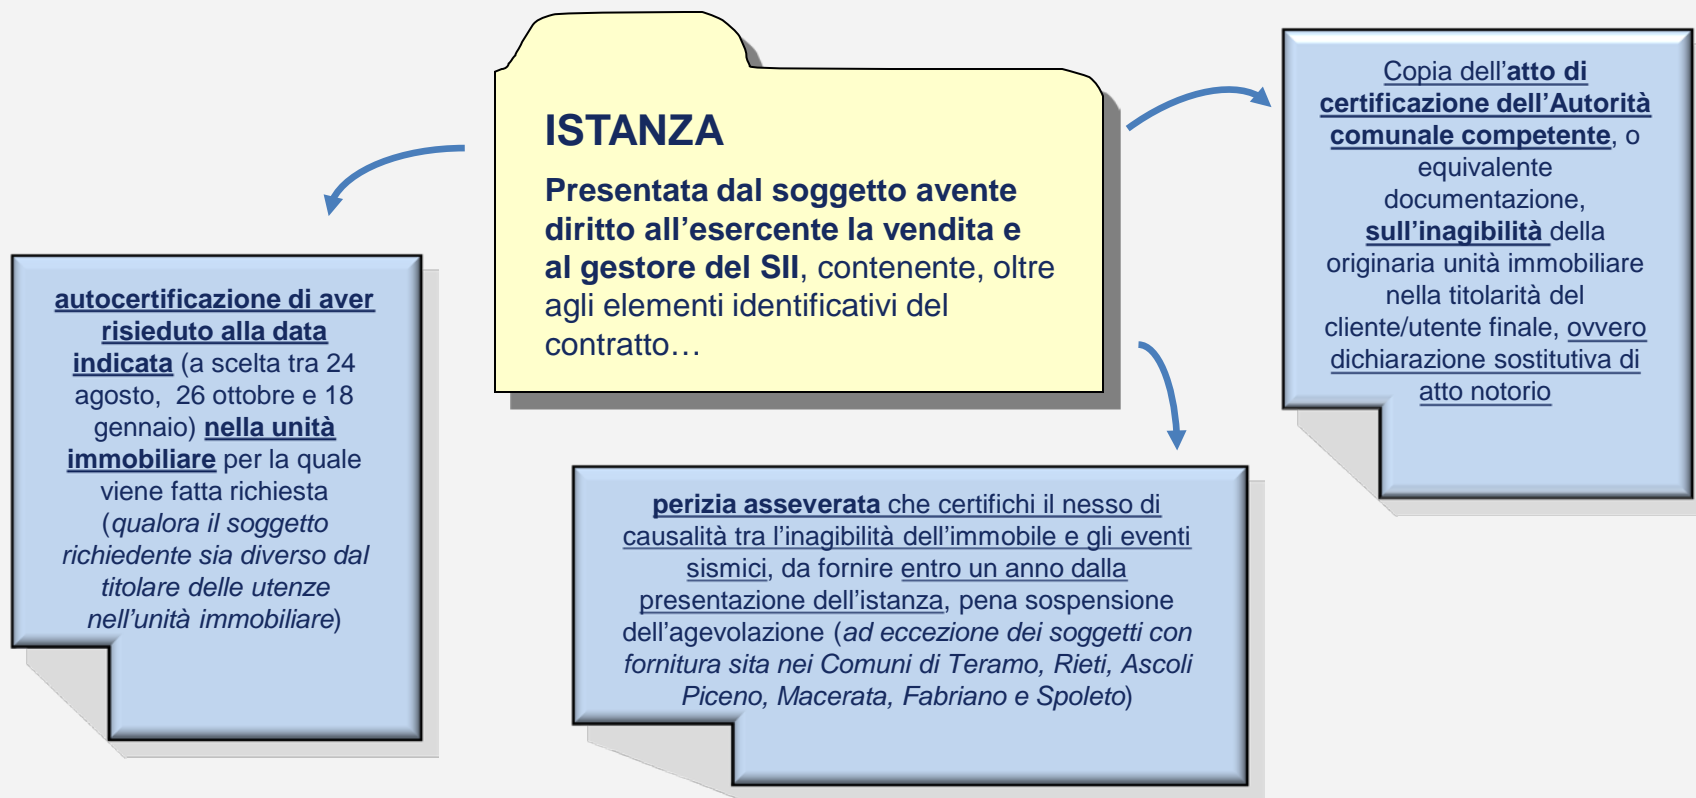 ISTANZA
Presentata dal soggetto avente
diritto all’esercente la vendita e
al gestore del SII, contenente, oltre
agli elementi identificativi del
contratto…
autocertificazione di aver
risieduto alla data
indicata (a scelta tra 24
agosto, 26 ottobre e 18
gennaio) nella unità
immobiliare per la quale
viene fatta richiesta
(qualora il soggetto
richiedente sia diverso dal
titolare delle utenze
nell’unità immobiliare)
perizia asseverata che certifichi il nesso di
causalità tra l’inagibilità dell’immobile e gli eventi
sismici, da fornire entro un anno dalla
presentazione dell’istanza, pena sospensione
dell’agevolazione (ad eccezione dei soggetti con
fornitura sita nei Comuni di Teramo, Rieti, Ascoli
Piceno, Macerata, Fabriano e Spoleto)
Copia dell’atto di
certificazione dell’Autorità
comunale competente, o
equivalente
documentazione,
sull’inagibilità della
originaria unità immobiliare
nella titolarità del
cliente/utente finale, ovvero
dichiarazione sostitutiva di
atto notorio